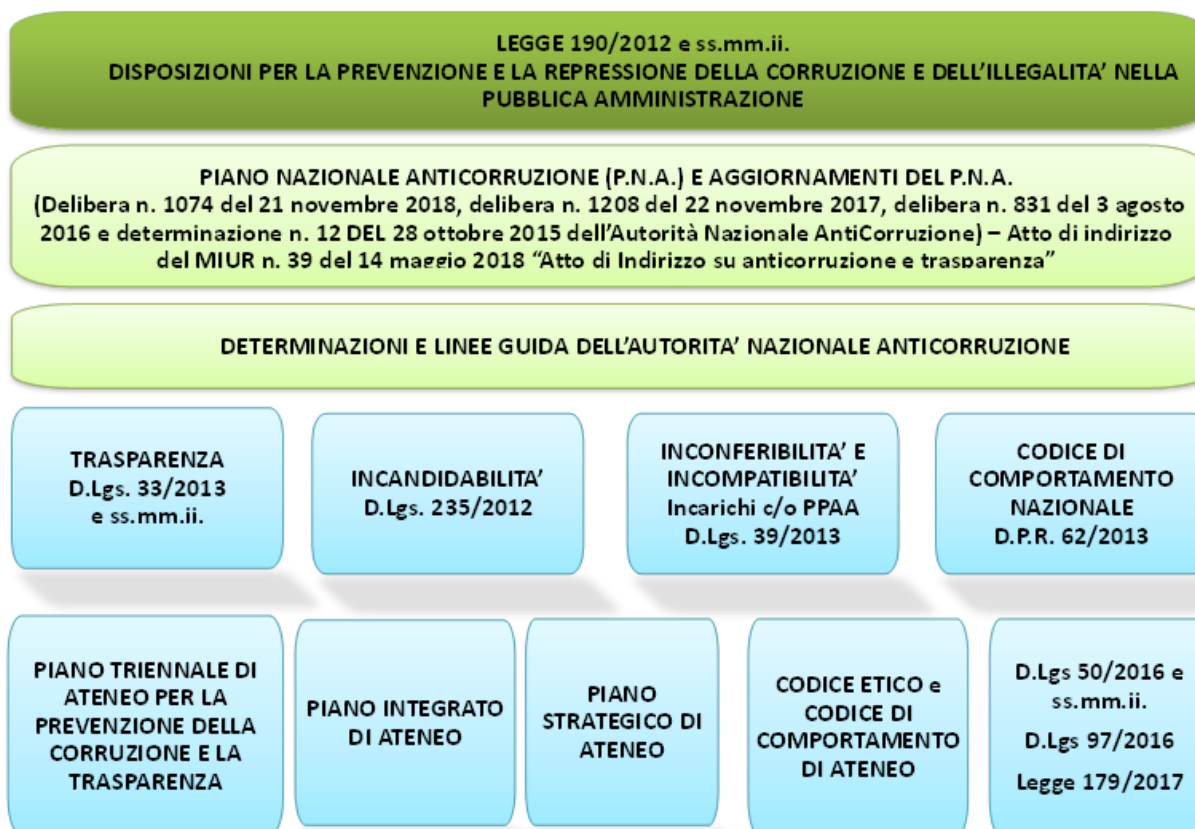 LEGGE 190/2012 e ss.mm.ii.
DISPOSIZIONI PER LA PREVENZIONE E LA REPRESSIONE DELLA CORRUZIONE E DELL'ILLEGALITA' NELLA
PUBBLICA AMMINISTRAZIONE
PIANO NAZIONALE ANTICORRUZIONE (P.N.A.) E AGGIORNAMENTI DEL P.N.A.
(Delibera n. 1074 del 21 novembre 2018, delibera n. 1208 del 22 novembre 2017, delibera n. 831 del 3 agosto
2016 e determinazione n. 12 DEL 28 ottobre 2015 dell'Autorità Nazionale AntiCorruzione) – Atto di indirizzo
del MIUR n. 39 del 14 maggio 2018 "Atto di Indirizzo su anticorruzione e trasparenza"
DETERMINAZIONI E LINEE GUIDA DELL'AUTORITA' NAZIONALE ANTICORRUZIONE
TRASPARENZA
D.Lgs. 33/2013
e ss.mm.ii.
INCANDIDABILITA'
D.Lgs. 235/2012
INCONFERIBILITA' E
INCOMPATIBILITA'
Incarichi c/o PPAA
D.Lgs. 39/2013
CODICE DI
COMPORTAMENTO
NAZIONALE
D.P.R. 62/2013
PIANO TRIENNALE DI
ATENEO PER LA
PREVENZIONE DELLA
CORRUZIONE E LA
TRASPARENZA
PIANO INTEGRATO
DI ATENEO
PIANO
STRATEGICO DI
ATENEO
CODICE ETICO e
CODICE DI
COMPORTAMENTO
DI ATENEO
D.Lgs 50/2016 e
ss.mm.ii.
D.Lgs 97/2016
Legge 179/2017